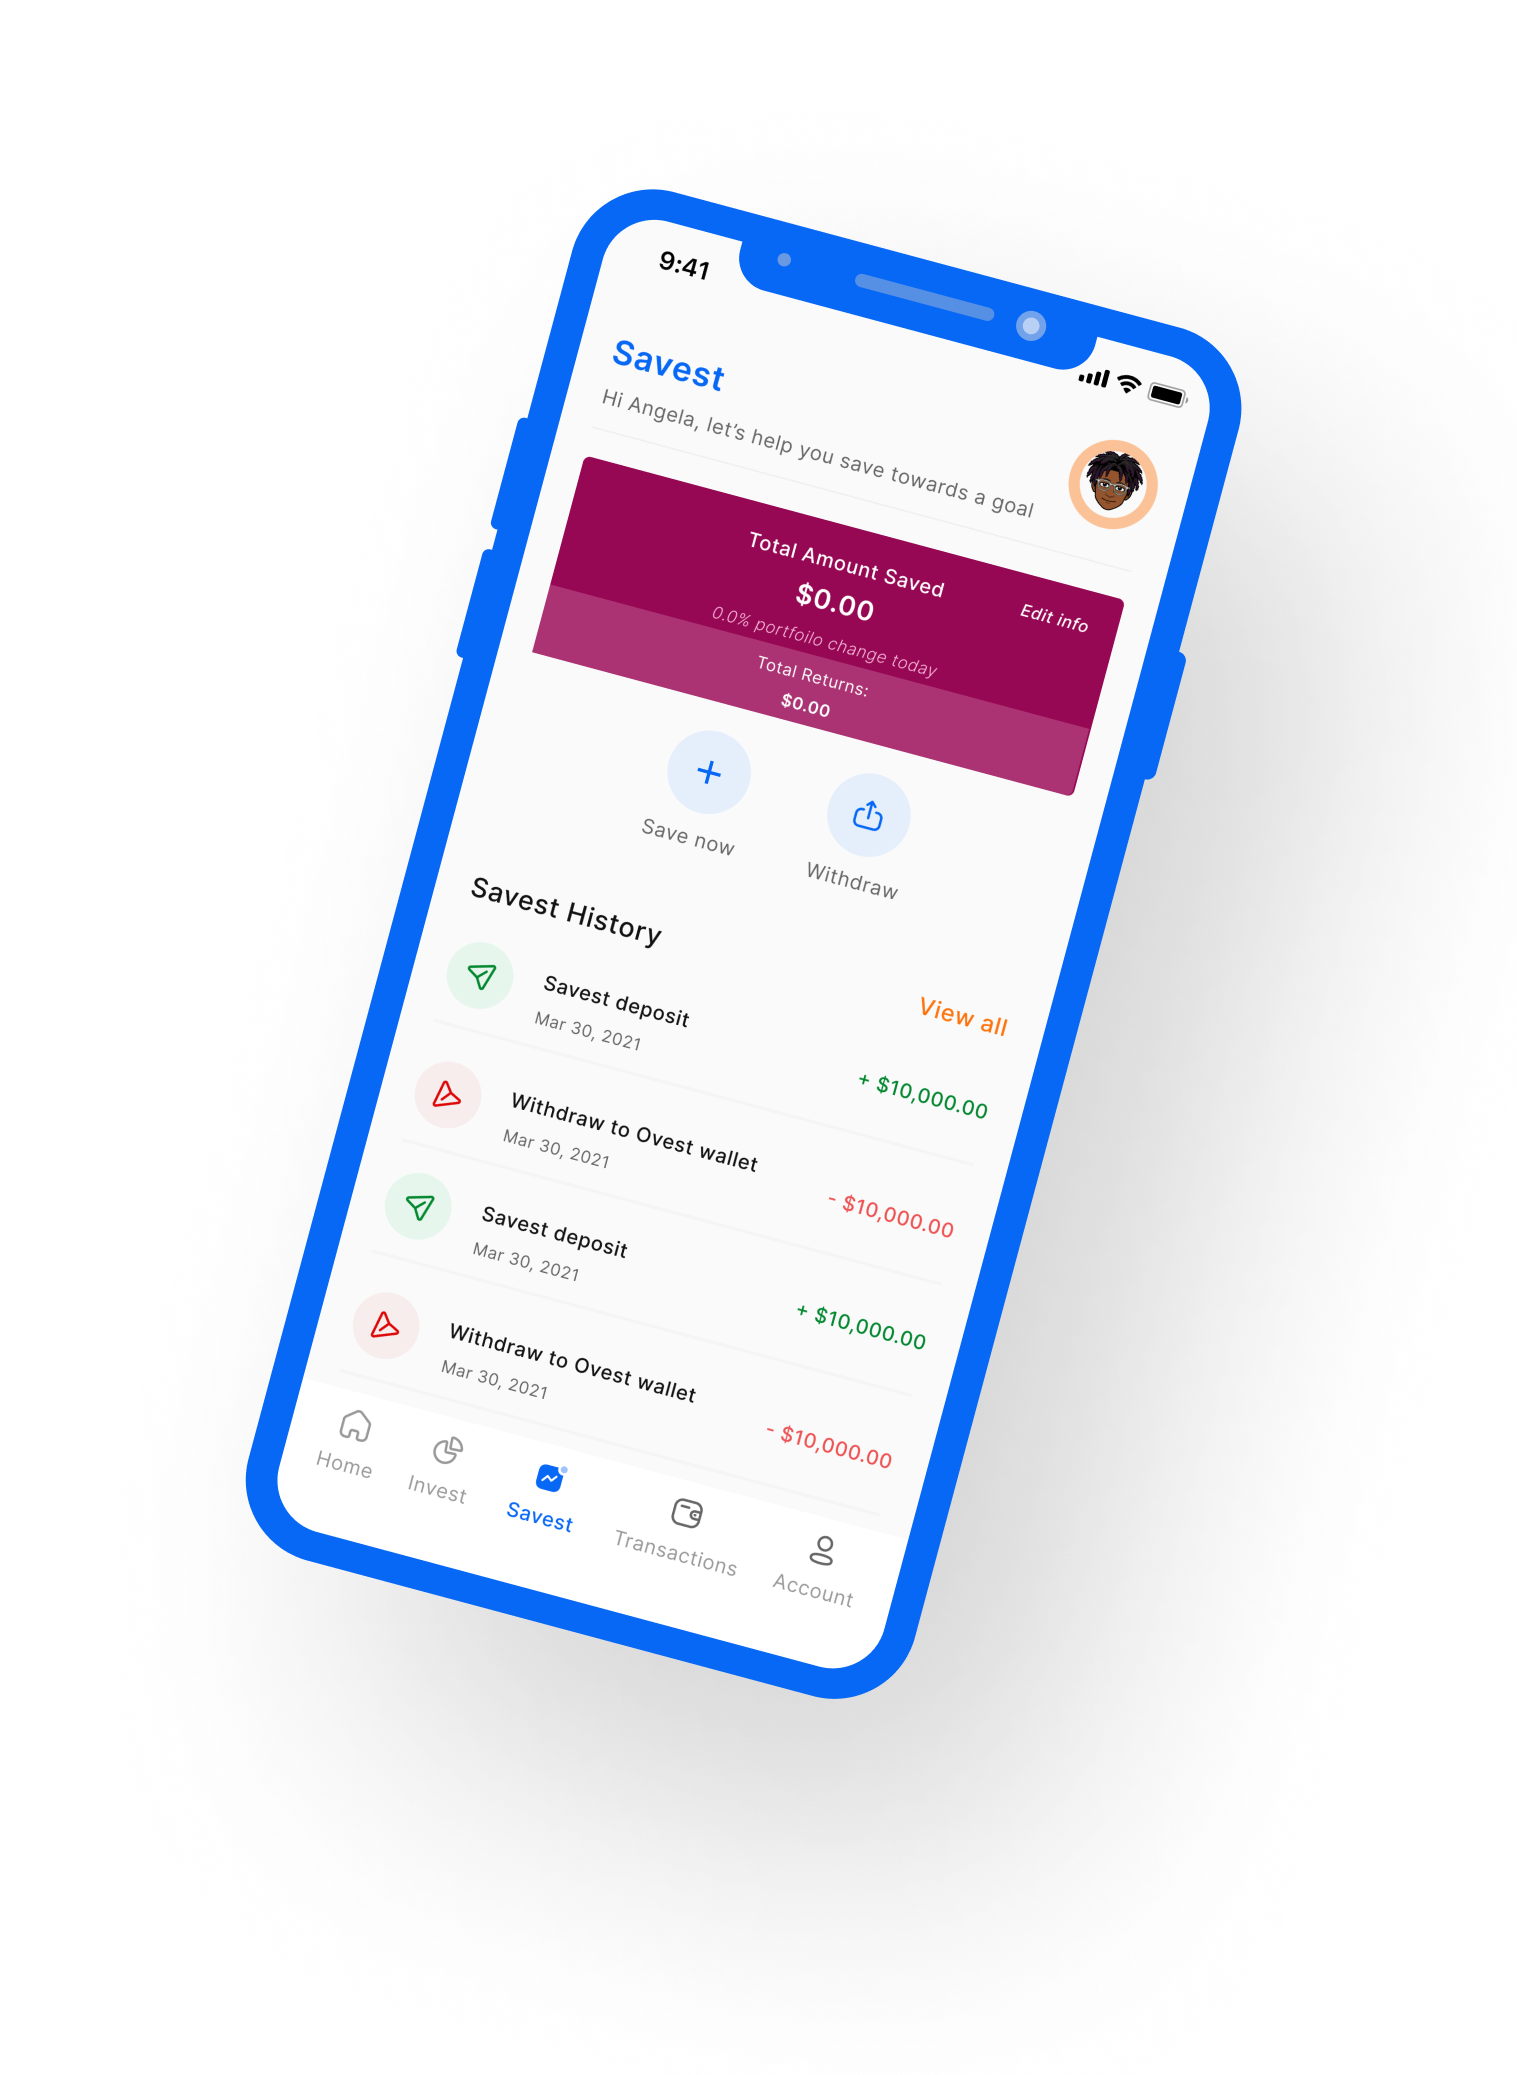 9:41
Savest
Hi Angela, let's help you save towards a goal
Total Amount Saved
$0.00
Edit info
0.0% portfoilo change today
Total Returns:
$0.00
Save now
Withdraw
Savest History
View all
Savest deposit
Mar 30, 2021
+ $10,000.00
Withdraw to Ovest wallet
Mar 30, 2021
- $10,000.00
Savest deposit
Mar 30, 2021
+ $10,000.00
Withdraw to Ovest wallet
Mar 30, 2021
- $10,000.00
Home
Invest
Savest
Transactions
Account